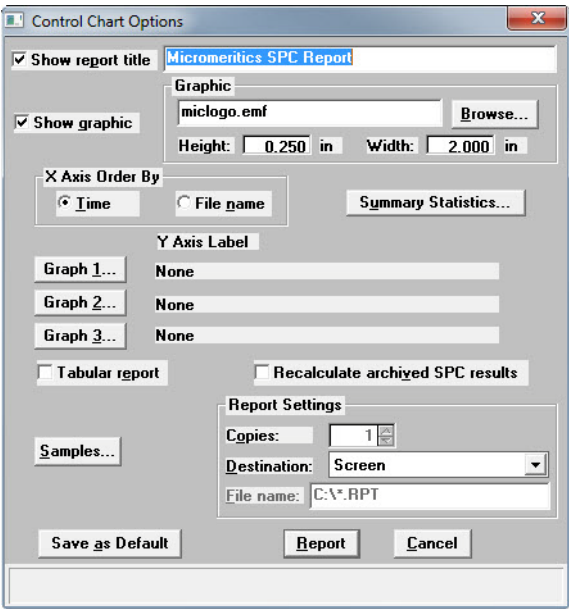 Control Chart Options
Show report title
Micromeritics SPC Report
Graphic
Show graphic
miclogo.emf
Browse...
Height: 0.250 in Width: 2.000 in
X Axis Order By
Time
File name
Summary Statistics...
Y Axis Label
Graph 1... None
Graph 2... None
Graph 3... None
Tabular report
Recalculate archived SPC results
Report Settings
Copies: 1
Samples...
Destination: Screen
File name: C:\*.RPT
Save as Default
Report
Cancel